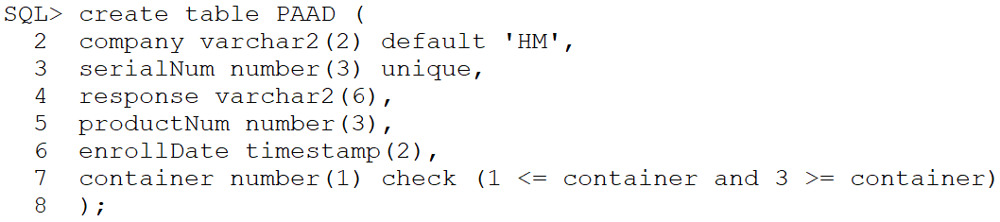 SQL> create table PAAD (
  2  company varchar2(2) default 'HM',
  3  serialNum number(3) unique,
  4  response varchar2(6),
  5  productNum number(3),
  6  enrollDate timestamp(2),
  7  container number(1) check (1 <= container and 3 >= container)
  8  );